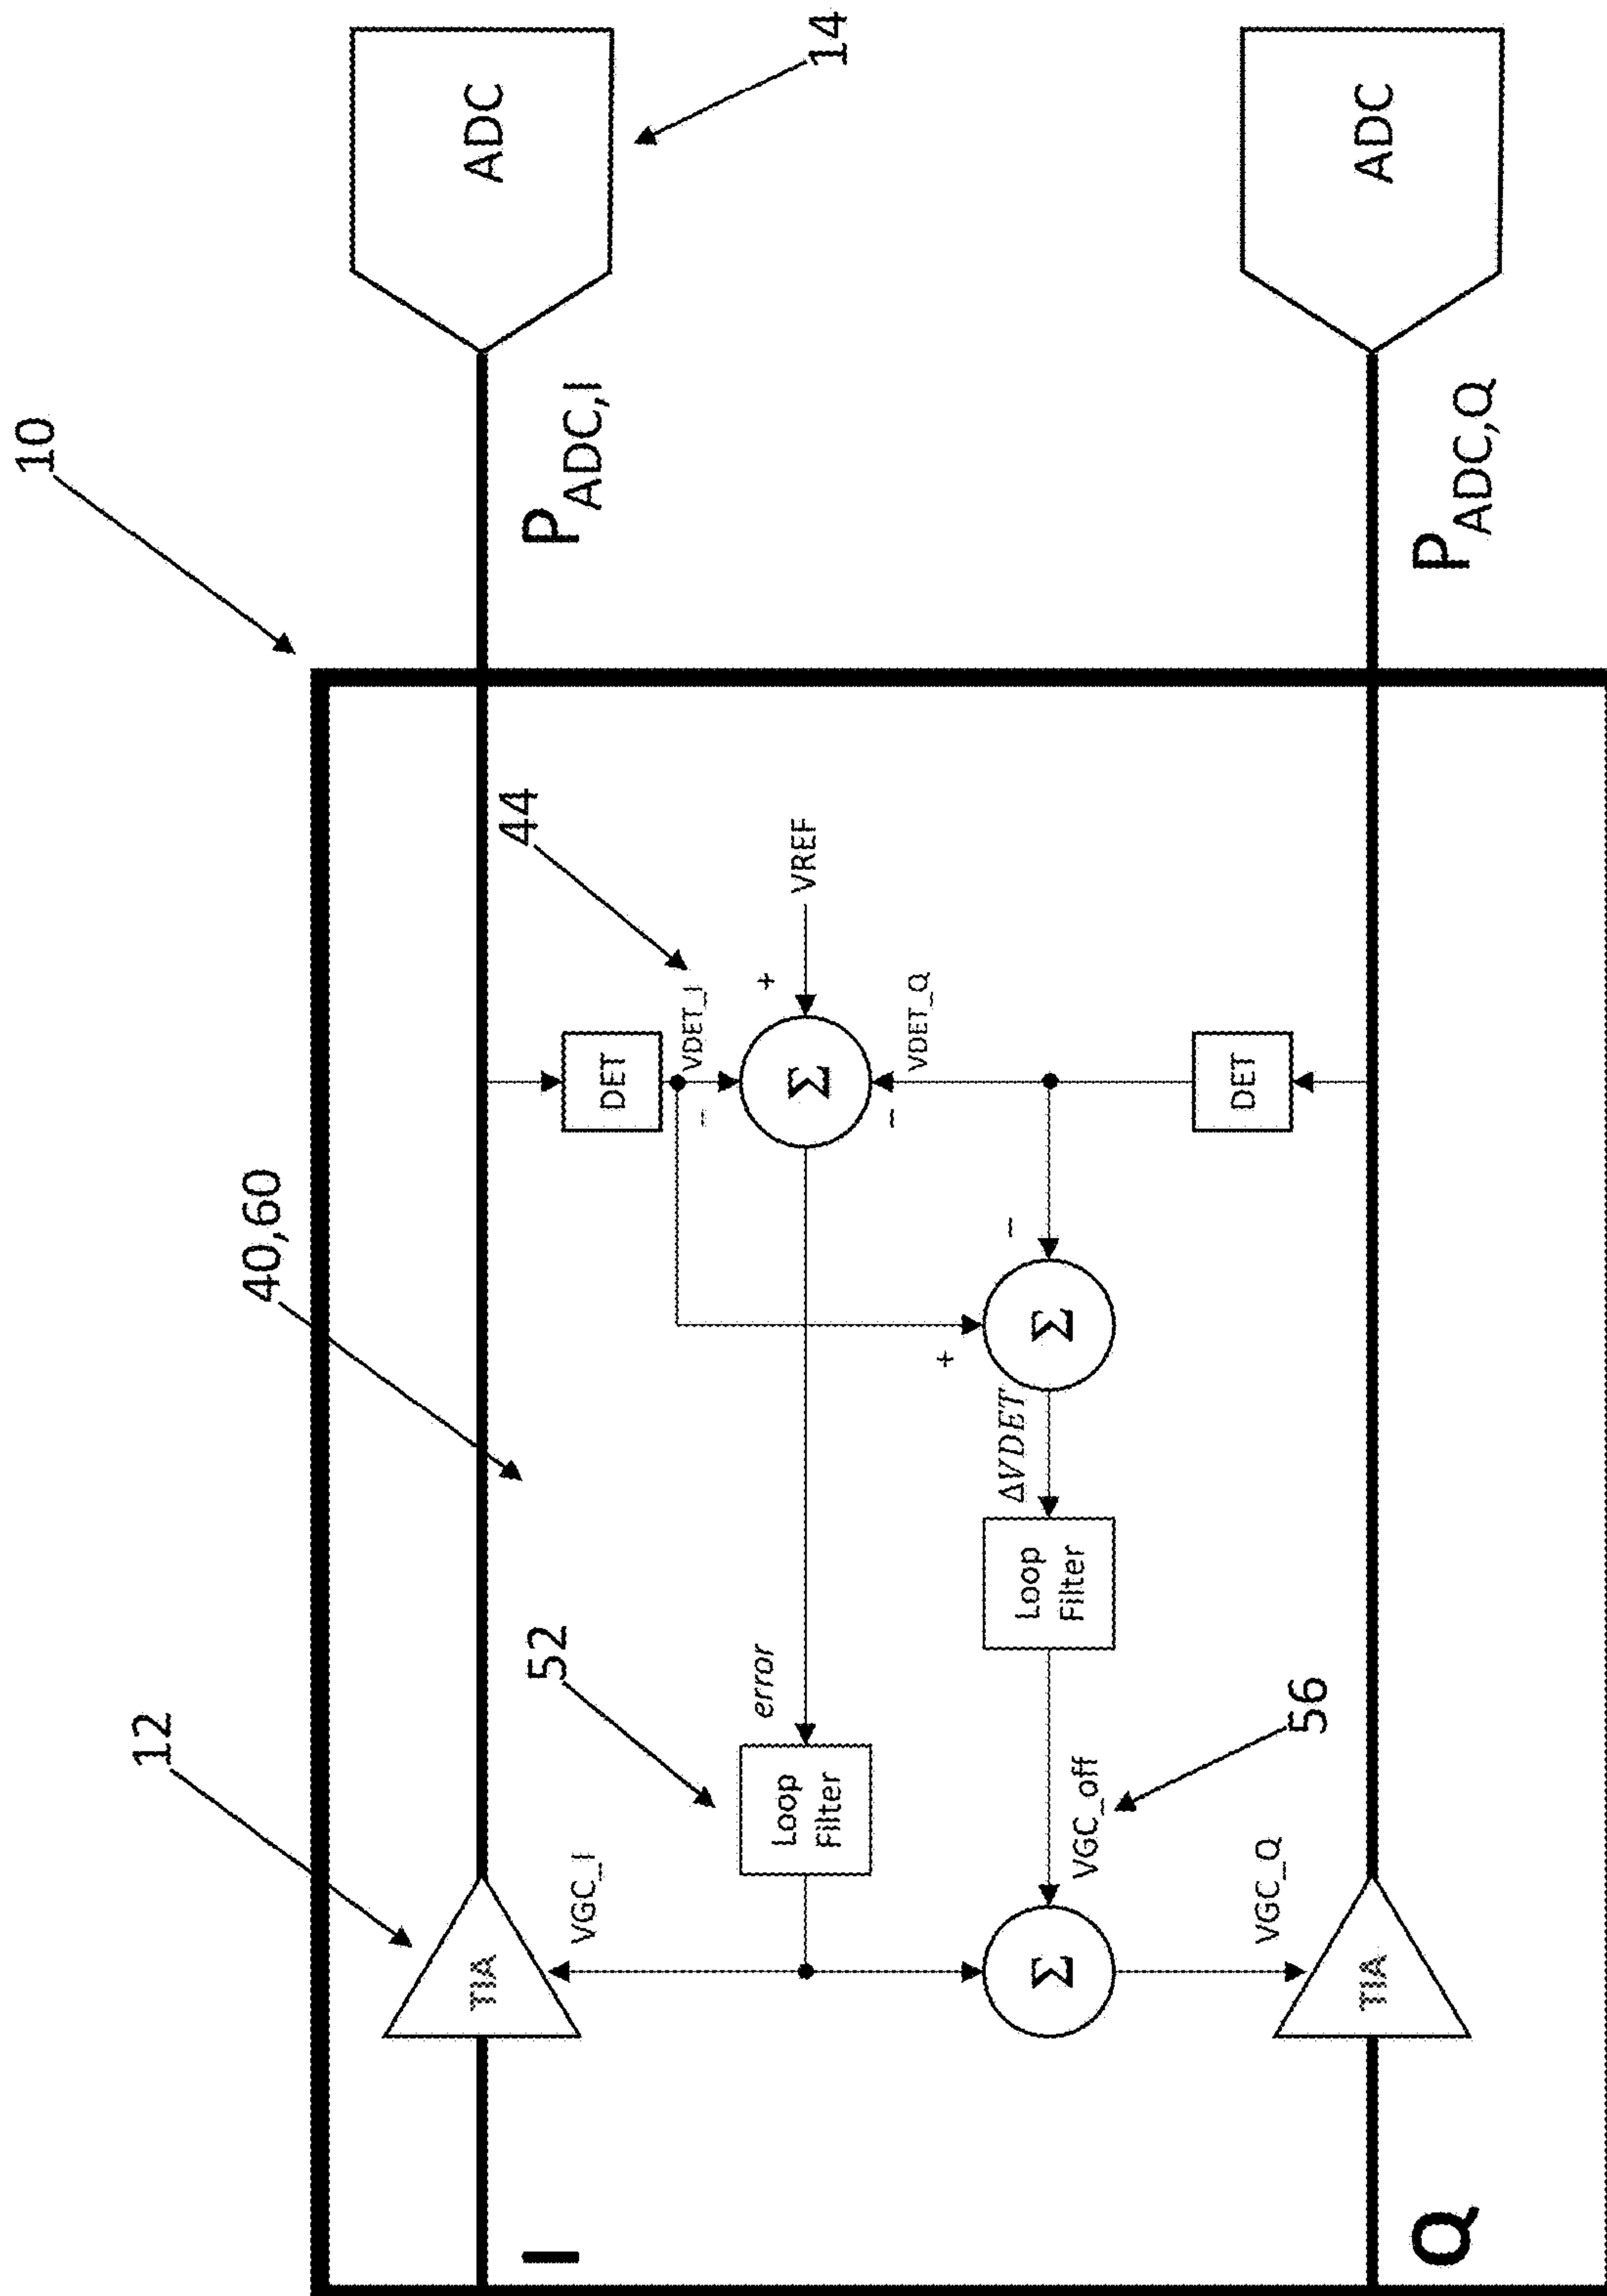 10
40,60
12
I
TIA
VGC_I
52
Loop
Filter
error
DET
VDET_I
44
–
+
VREF
Σ
–
VDET_Q
P_ADC,I
ADC
14
Σ
VGC_off
56
Loop
Filter
ΔVDET
+
–
Σ
DET
Q
TIA
VGC_Q
P_ADC,Q
ADC